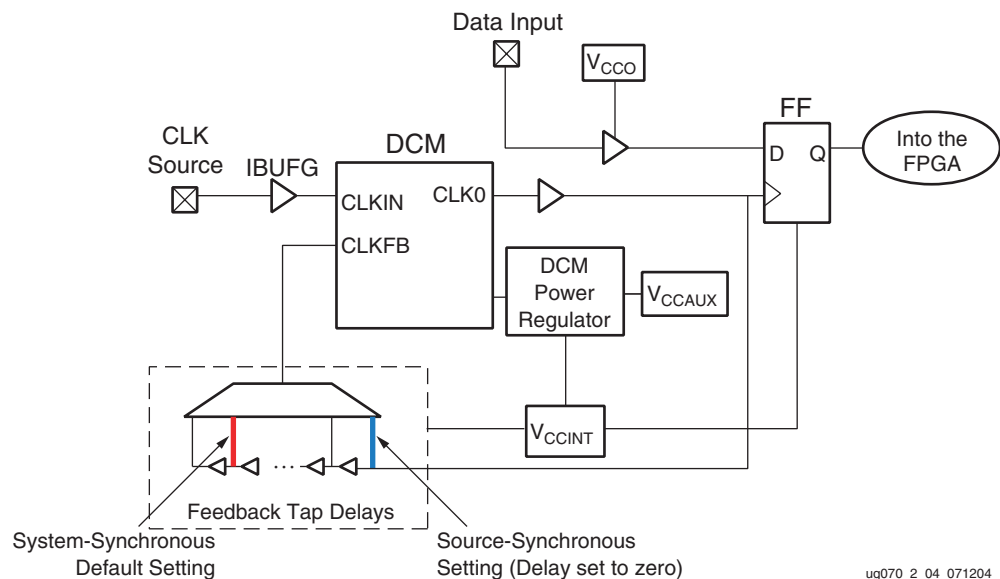 Data Input
VCCO
FF
CLK
Source
IBUFG
DCM
D Q
Into the
FPGA
CLKIN
CLK0
CLKFB
DCM
Power
Regulator
VCCAUX
VCCINT
....
Feedback Tap Delays
System-Synchronous
Default Setting
Source-Synchronous
Setting (Delay set to zero)
ug070_2_04_071204